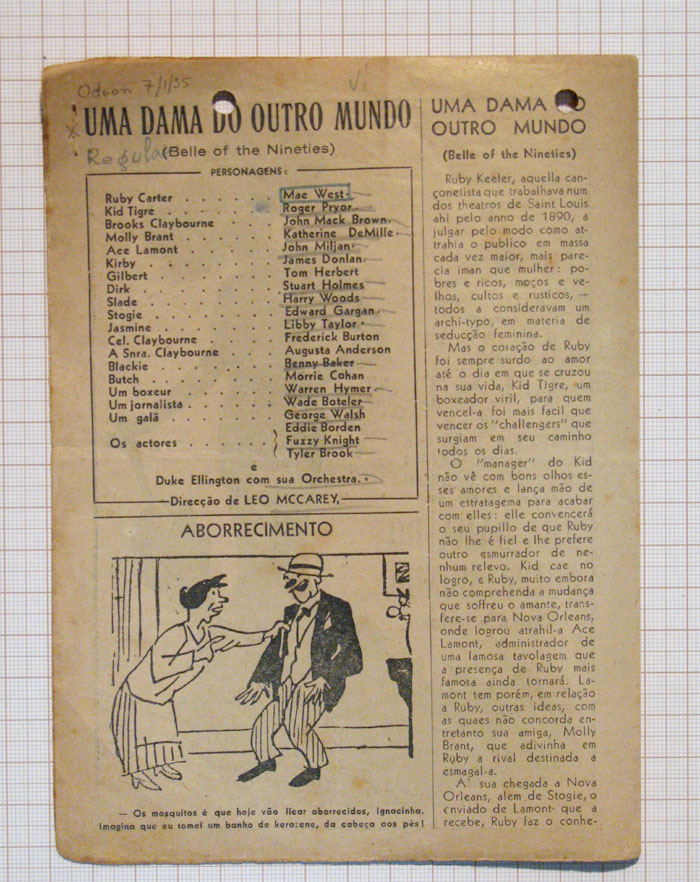 Odeon 7/1/35
VI
UMA DAMA DO OUTRO MUNDO
Regula
(Belle of the Nineties)
PERSONAGENS:
Ruby Carter . . . . . . Mae West
Kid Tigre . . . . . . . Roger Pryor
Brooks Claybourne . . . . John Mack Brown
Molly Brant . . . . . . Katherine DeMille
Ace Lamont . . . . . . John Miljan
Kirby . . . . . . . . James Donlan
Gilbert . . . . . . . Tom Herbert
Dirk . . . . . . . . Stuart Holmes
Slade . . . . . . . . Harry Woods
Stogie . . . . . . . . Edward Gargan
Jasmine . . . . . . . Libby Taylor
Cel. Claybourne . . . . . Frederick Burton
A Snra. Claybourne . . . . Augusta Anderson
Blackie . . . . . . . Benny Baker
Butch . . . . . . . . Morrie Cohan
Um boxeur . . . . . . Warren Hymer
Um jornalista . . . . . . Wade Boteler
Um galã . . . . . . . George Walsh
Eddie Borden
Os actores . . . . . . Fuzzy Knight
Tyler Brook
e
Duke Ellington com sua Orchestra.
Direcção de LEO MCCAREY,
ABORRECIMENTO
— Os mosquitos é que hoje vão ficar aborrecidos, Ignacinha.
Imagina que eu tomei um banho de kerozene, da cabeça aos pés!
UMA DAMA DO
OUTRO MUNDO
(Belle of the Nineties)
Ruby Keeler, aquella can-
çonelista que trabalhava num
dos theatros de Saint Louis
ahi pelo anno de 1890, a
julgar pelo modo como at-
trahia o publico em massa
cada vez maior, mais pare-
cia iman que mulher: po-
bres e ricos, moços e ve-
lhos, cultos e rusticos, —
todos a consideravam um
archi-typo, em materia de
seducção feminina.
Mas o coração de Ruby
foi sempre surdo ao amor
até o dia em que se cruzou
na sua vida, Kid Tigre, um
boxeador viril, para quem
vencel-a foi mais facil que
vencer os "challengers" que
surgiam em seu caminho
todos os dias.
O "manager" do Kid
não vê com bons olhos es-
ses amores e lança mão de
um estratagema para acabar
com elles: elle convencerá
o seu pupillo de que Ruby
não lhe é fiel e lhe prefere
outro esmurrador de ne-
nhum relevo. Kid cae no
logro, e Ruby, muito embora
não comprehenda a mudança
que soffreu o amante, trans-
fere-se para Nova Orleans,
onde logrou atrahil-a Ace
Lamont, administrador de
uma famosa tavolagem que
a presença de Ruby mais
famosa ainda tornará. La-
mont tem porém, em relação
a Ruby, outras ideas, com
as quaes não concorda en-
tretanto sua amiga, Molly
Brant, que adivinha em
Ruby a rival destinada a
esmagal-a.
A' sua chegada a Nova
Orleans, alem de Stogie, o
enviado de Lamont que a
recebe, Ruby faz o conhe-